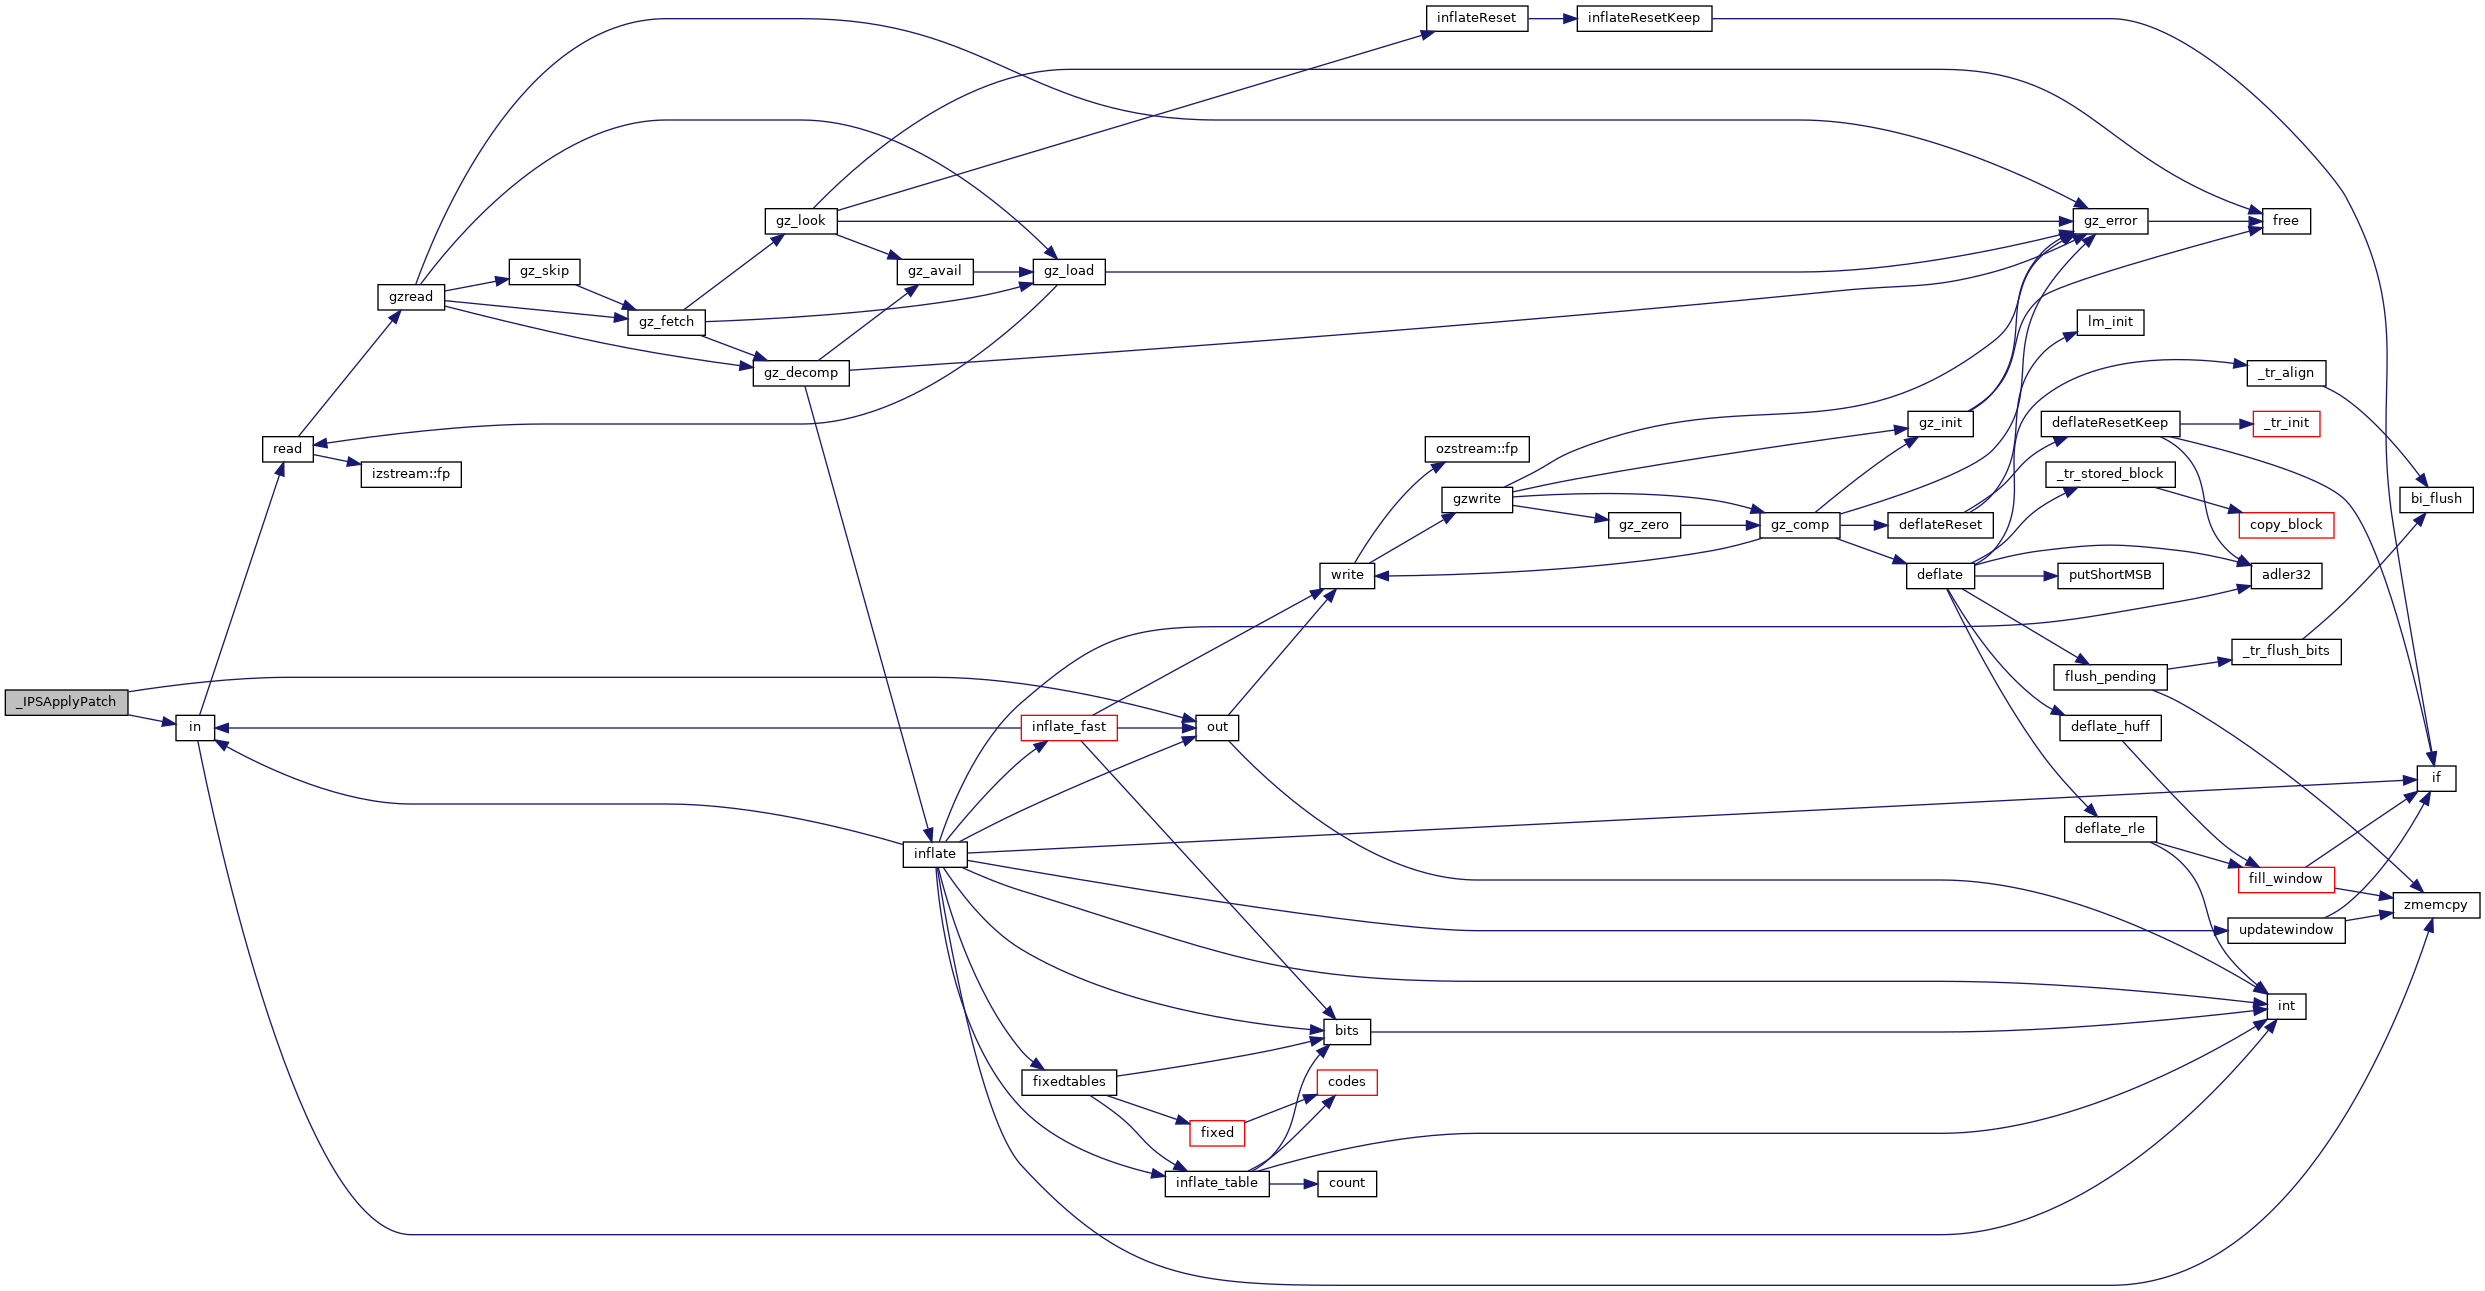 inflateReset
inflateResetKeep
gz_look
gz_error
free
gz_skip
gz_avail
gz_load
gzread
gz_fetch
lm_init
gz_decomp
_tr_align
gz_init
deflateResetKeep
_tr_init
read
ozstream::fp
izstream::fp
_tr_stored_block
gzwrite
bi_flush
gz_zero
gz_comp
deflateReset
copy_block
write
deflate
putShortMSB
adler32
_tr_flush_bits
flush_pending
_IPSApplyPatch
in
inflate_fast
out
deflate_huff
if
deflate_rle
inflate
fill_window
zmemcpy
updatewindow
int
bits
fixedtables
codes
fixed
inflate_table
count